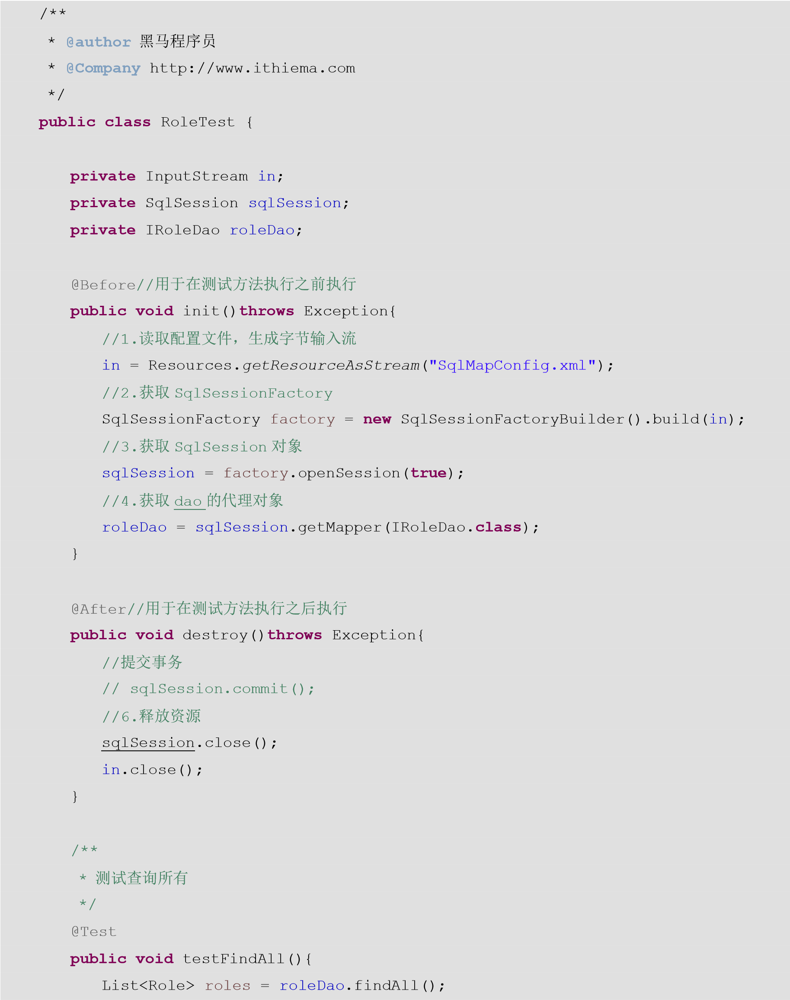 /**
 * @author 黑马程序员
 * @Company http://www.ithiema.com
 */
public class RoleTest {
private InputStream in;
private SqlSession sqlSession;
private IRoleDao roleDao;
@Before//用于在测试方法执行之前执行
public void init()throws Exception{
//1.读取配置文件，生成字节输入流
in = Resources.getResourceAsStream("SqlMapConfig.xml");
//2.获取 SqlSessionFactory
SqlSessionFactory factory = new SqlSessionFactoryBuilder().build(in);
//3.获取 SqlSession 对象
sqlSession = factory.openSession(true);
//4.获取 dao 的代理对象
roleDao = sqlSession.getMapper(IRoleDao.class);
}
@After//用于在测试方法执行之后执行
public void destroy()throws Exception{
//提交事务
// sqlSession.commit();
//6.释放资源
sqlSession.close();
in.close();
}
/**
 * 测试查询所有
 */
@Test
public void testFindAll(){
List<Role> roles = roleDao.findAll();